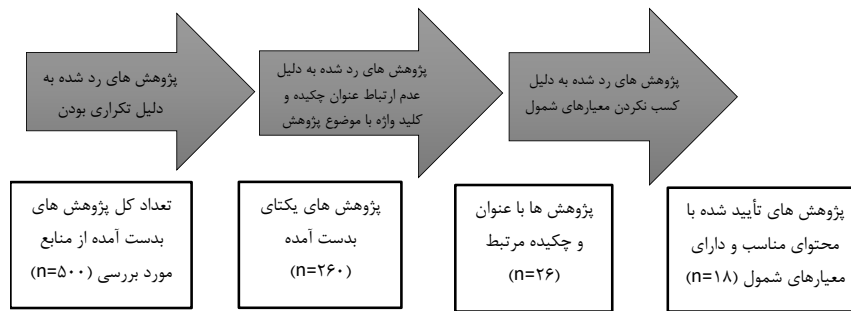 پژوهش های رد شده به
دلیل تکراری بودن
پژوهش های رد شده به دلیل
عدم ارتباط عنوان چکیده و
کلید واژه با موضوع پژوهش
پژوهش های رد شده به دلیل
کسب نکردن معیارهای شمول
تعداد کل پژوهش های
بدست آمده از منابع
مورد بررسی (n=۵۰۰)
پژوهش های یکتای
بدست آمده
(n=۲۶۰)
پژوهش ها با عنوان
و چکیده مرتبط
(n=۲۶)
پژوهش های تأیید شده با
محتوای مناسب و دارای
معیارهای شمول (n=۱۸)